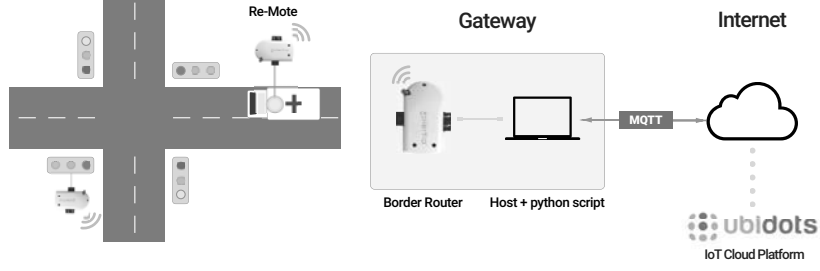 Re-Mote
Gateway
Internet
MQTT
Border Router
Host + python script
ubidots
IoT Cloud Platform